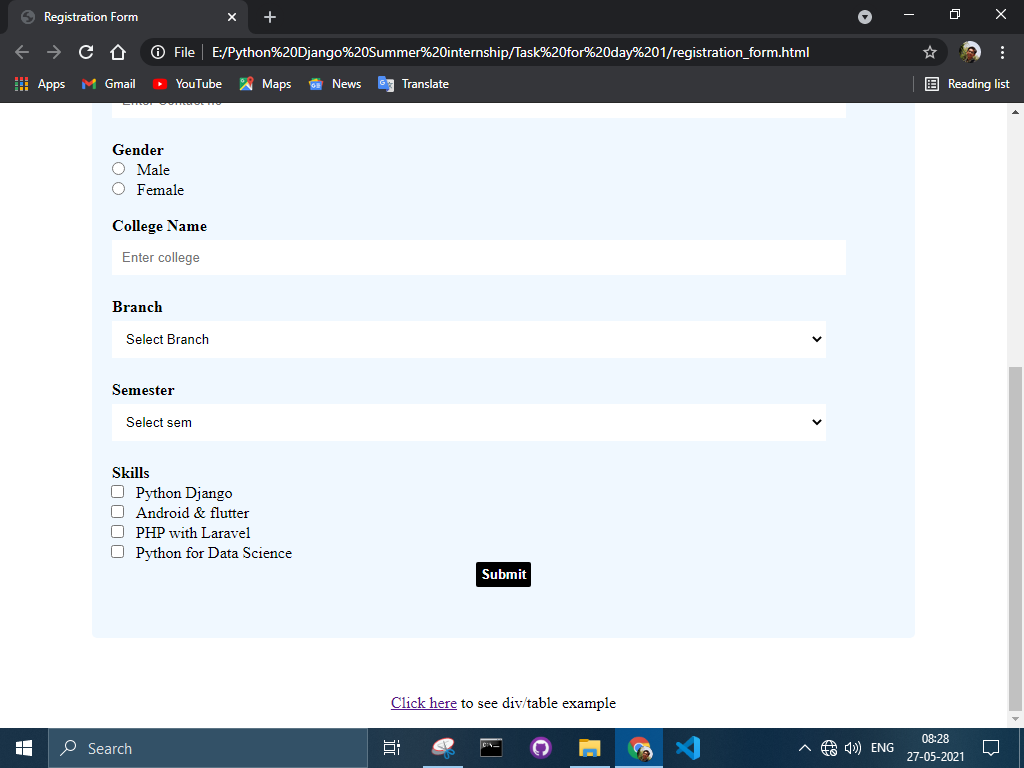 Registration Form
File
E:/Python%20Django%20Summer%20internship/Task%20for%20day%201/registration_form.html
Apps
Gmail
YouTube
Maps
News
Translate
Reading list
Enter Contact no
Gender
Male
Female
College Name
Enter college
Branch
Select Branch
Semester
Select sem
Skills
Python Django
Android & flutter
PHP with Laravel
Python for Data Science
Submit
Click here to see div/table example
Search
ENG
08:28
27-05-2021